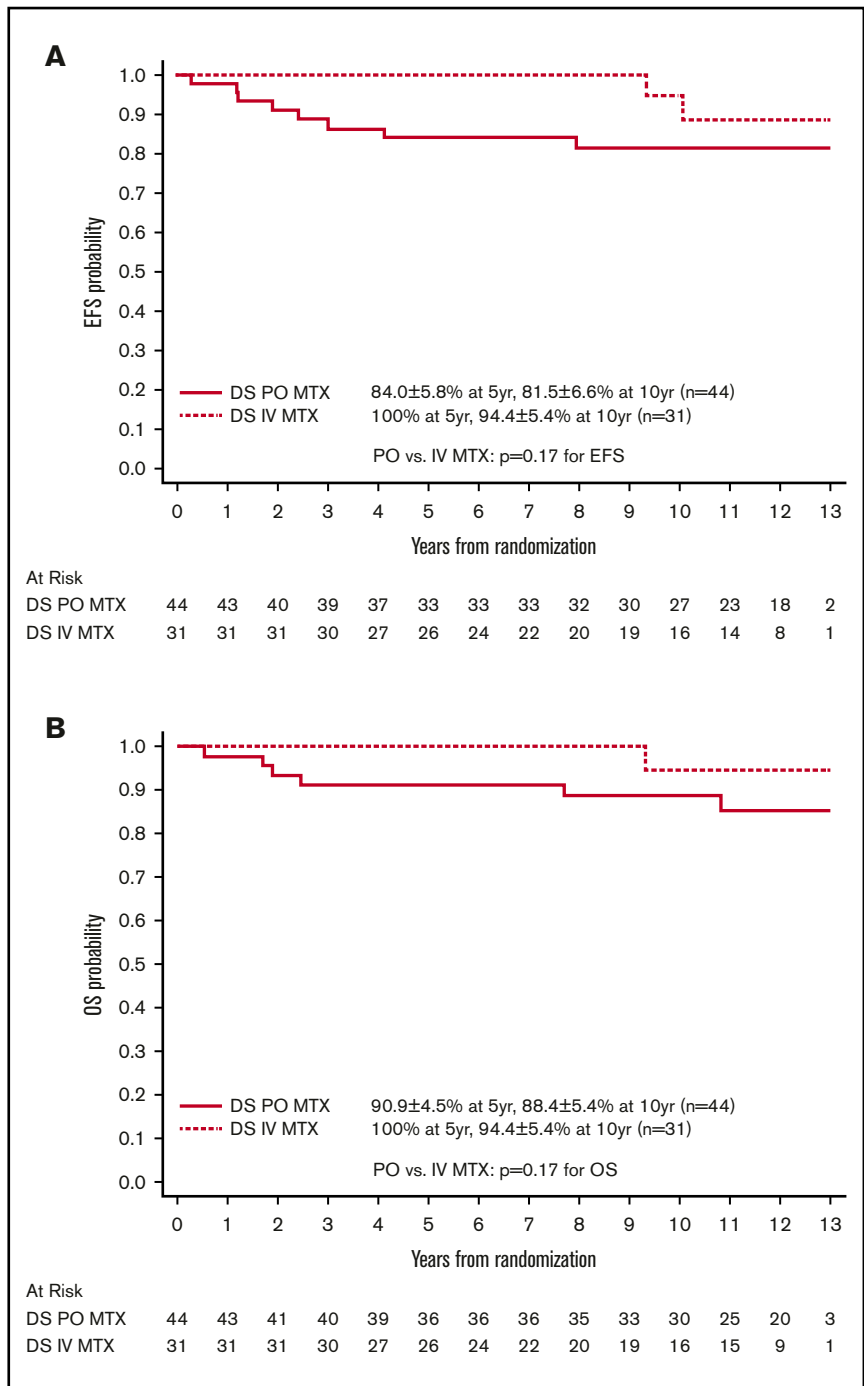 A
1.0
0.9
0.8
0.7
0.6
0.5
0.4
0.3
0.2
0.1
0.0
EFS probability
DS PO MTX 84.0±5.8% at 5yr, 81.5±6.6% at 10yr (n=44)
DS IV MTX 100% at 5yr, 94.4±5.4% at 10yr (n=31)
PO vs. IV MTX: p=0.17 for EFS
0 1 2 3 4 5 6 7 8 9 10 11 12 13
Years from randomization
At Risk
DS PO MTX 44 43 40 39 37 33 33 33 32 30 27 23 18 2
DS IV MTX 31 31 31 30 27 26 24 22 20 19 16 14 8 1
B
1.0
0.9
0.8
0.7
0.6
0.5
0.4
0.3
0.2
0.1
0.0
OS probability
DS PO MTX 90.9±4.5% at 5yr, 88.4±5.4% at 10yr (n=44)
DS IV MTX 100% at 5yr, 94.4±5.4% at 10yr (n=31)
PO vs. IV MTX: p=0.17 for OS
0 1 2 3 4 5 6 7 8 9 10 11 12 13
Years from randomization
At Risk
DS PO MTX 44 43 41 40 39 36 36 36 35 33 30 25 20 3
DS IV MTX 31 31 31 30 27 26 24 22 20 19 16 15 9 1